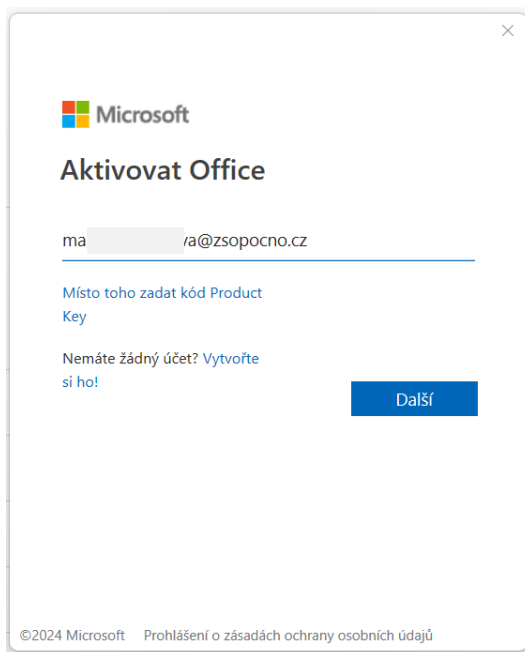 Microsoft
Aktivovat Office
ma va@zsopocno.cz
Místo toho zadat kód Product
Key
Nemáte žádný účet? Vytvořte
si ho!
Další
©2024 Microsoft Prohlášení o zásadách ochrany osobních údajů